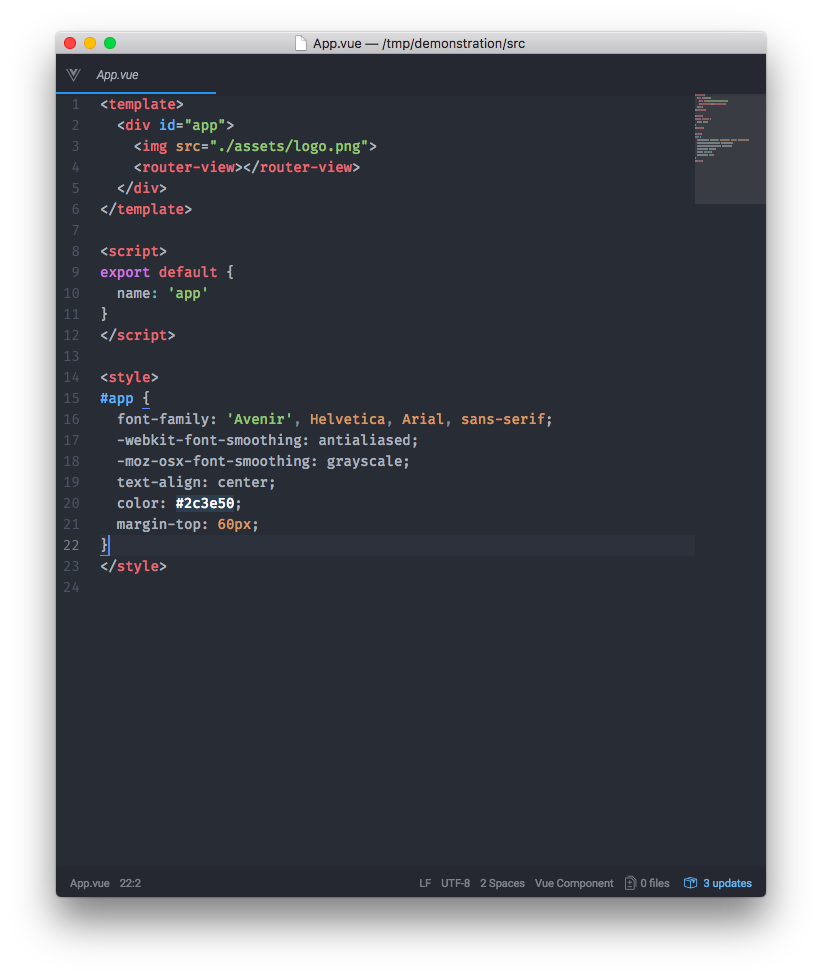 App.vue — /tmp/demonstration/src
App.vue
1 <template>
2   <div id="app">
3     <img src="./assets/logo.png">
4     <router-view></router-view>
5   </div>
6 </template>
7
8 <script>
9 export default {
10   name: 'app'
11 }
12 </script>
13
14 <style>
15 #app {
16   font-family: 'Avenir', Helvetica, Arial, sans-serif;
17   -webkit-font-smoothing: antialiased;
18   -moz-osx-font-smoothing: grayscale;
19   text-align: center;
20   color: #2c3e50;
21   margin-top: 60px;
22 }
23 </style>
24
App.vue 22:2 LF UTF-8 2 Spaces Vue Component 0 files 3 updates